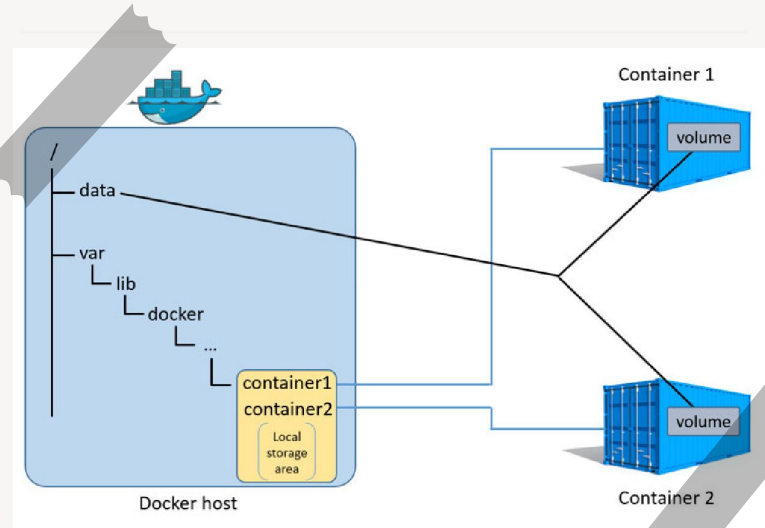 Container 1
volume
/
data
var
lib
docker
...
container1
container2
Local
storage
area
volume
Docker host
Container 2